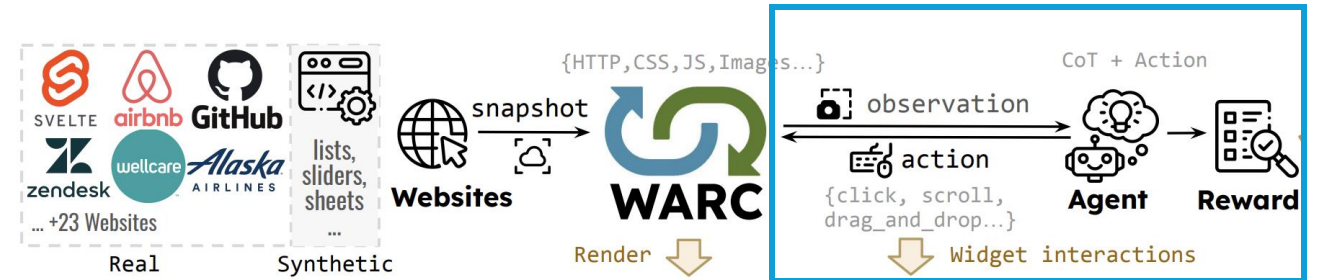 SVELTE
airbnb
GitHub
zendesk
wellcare
Alaska
AIRLINES
... +23 Websites
Real
</>
lists,
sliders,
sheets
...
Synthetic
Websites
snapshot
{HTTP,CSS,JS,Images...}
WARC
Render
observation
action
{click, scroll,
drag_and_drop...}
Widget interactions
CoT + Action
Agent
Reward